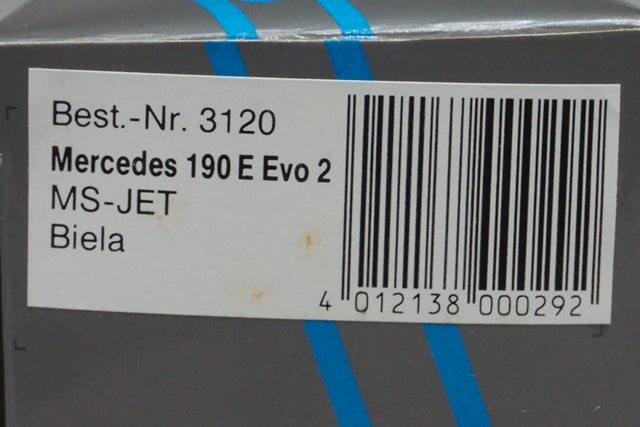 Best.-Nr. 3120
Mercedes 190 E Evo 2
MS-JET
Biela
4 012138 000292